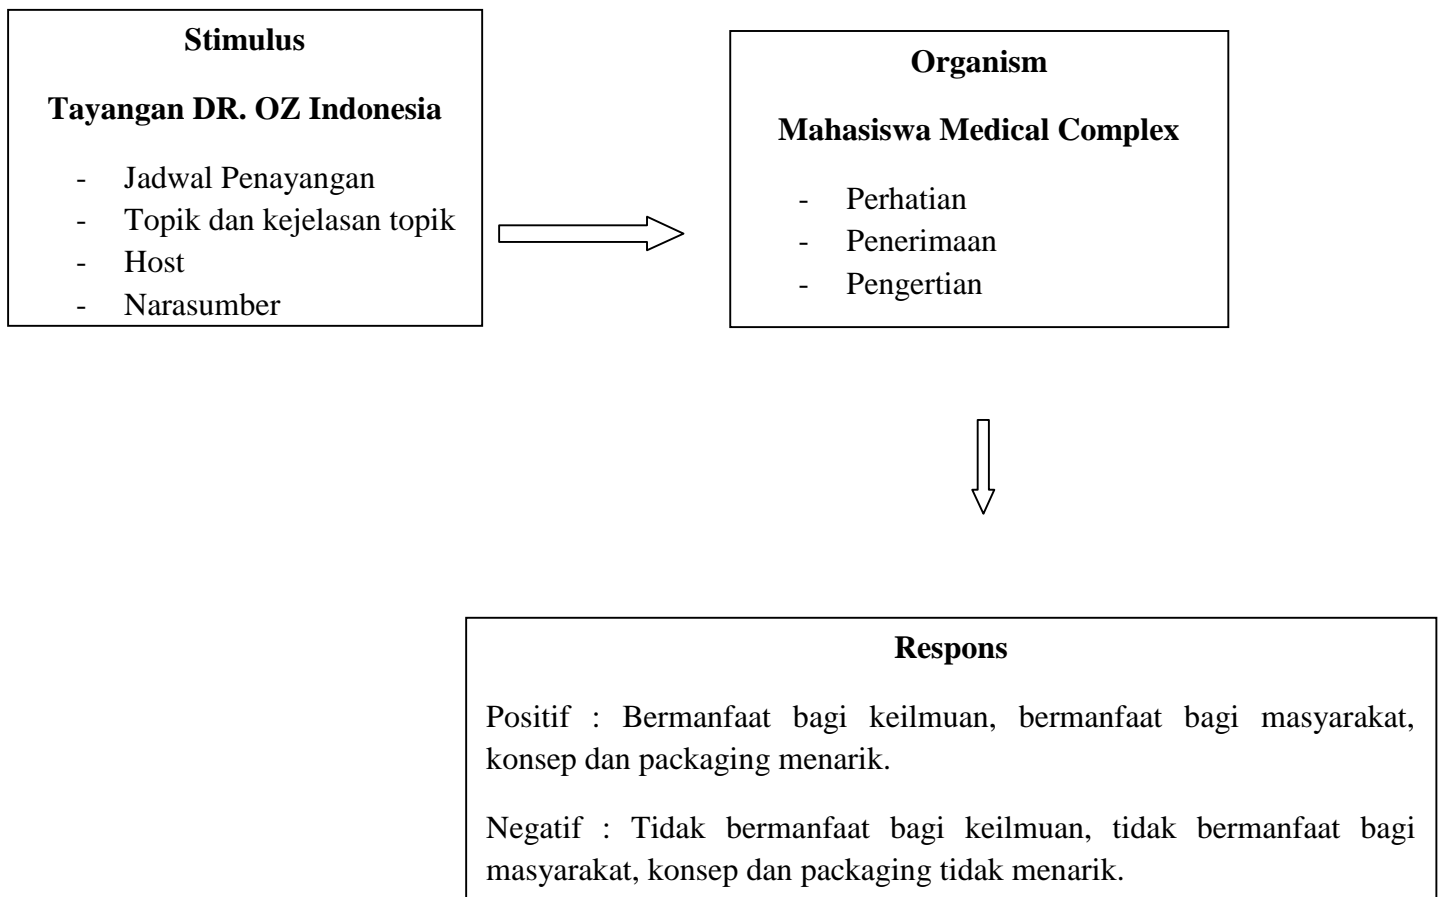 Stimulus
Tayangan DR. OZ Indonesia
- Jadwal Penayangan
- Topik dan kejelasan topik
- Host
- Narasumber
Organism
Mahasiswa Medical Complex
- Perhatian
- Penerimaan
- Pengertian
Respons
Positif : Bermanfaat bagi keilmuan, bermanfaat bagi masyarakat,
konsep dan packaging menarik.
Negatif : Tidak bermanfaat bagi keilmuan, tidak bermanfaat bagi
masyarakat, konsep dan packaging tidak menarik.